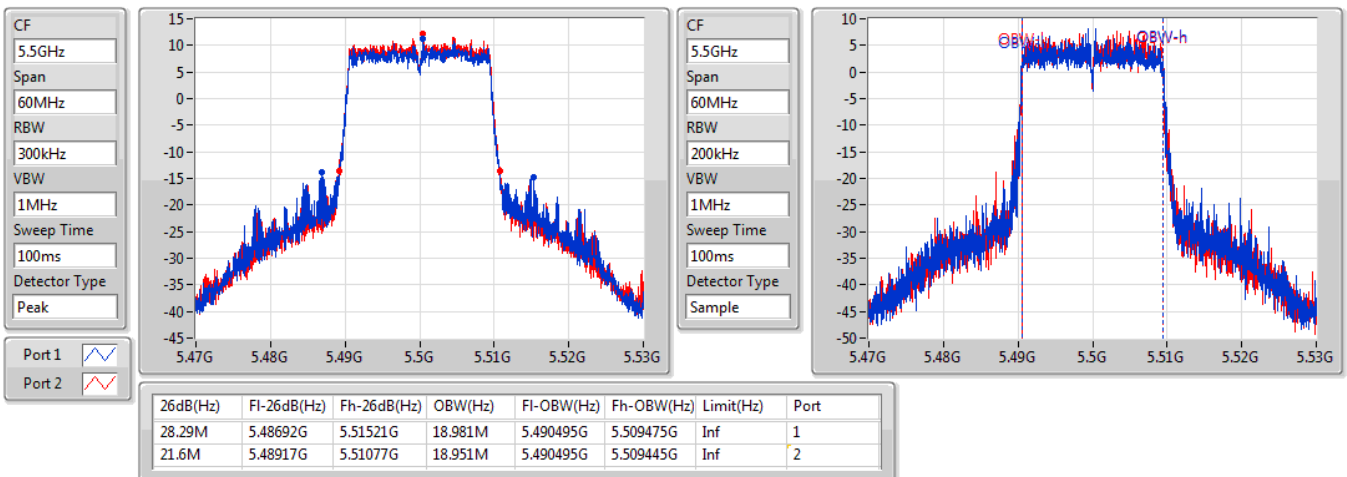 CF
5.5GHz
Span
60MHz
RBW
300kHz
VBW
1MHz
Sweep Time
100ms
Detector Type
Peak
Port 1
Port 2
15
10
5
0
-5
-10
-15
-20
-25
-30
-35
-40
-45
5.47G 5.48G 5.49G 5.5G 5.51G 5.52G 5.53G
CF
5.5GHz
Span
60MHz
RBW
200kHz
VBW
1MHz
Sweep Time
100ms
Detector Type
Sample
10
5
0
-5
-10
-15
-20
-25
-30
-35
-40
-45
-50
OBW-h
5.47G 5.48G 5.49G 5.5G 5.51G 5.52G 5.53G
26dB(Hz) Fl-26dB(Hz) Fh-26dB(Hz) OBW(Hz) Fl-OBW(Hz) Fh-OBW(Hz) Limit(Hz) Port
28.29M 5.48692G 5.51521G 18.981M 5.490495G 5.509475G Inf 1
21.6M 5.48917G 5.51077G 18.951M 5.490495G 5.509445G Inf 2